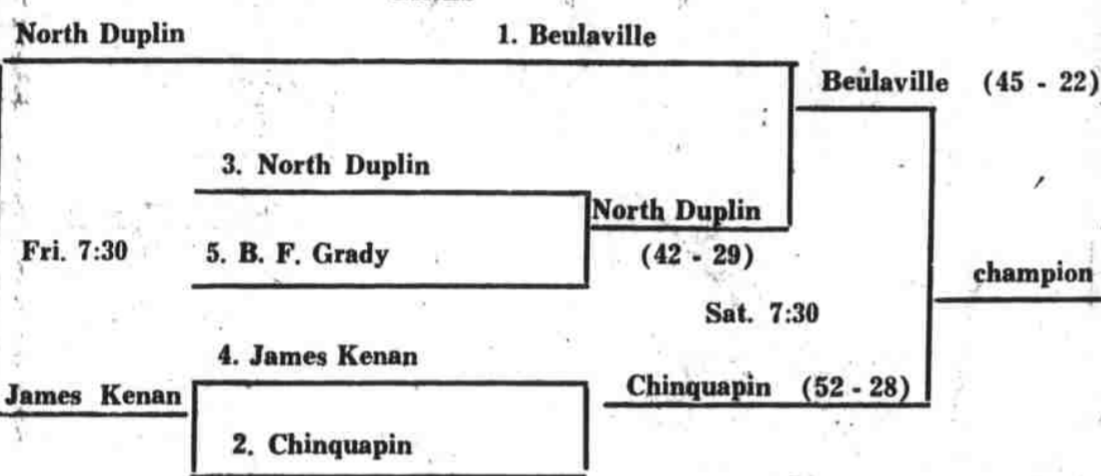 North Duplin 1. Beulaville
Beulaville (45 - 22)
3. North Duplin
North Duplin
Fri. 7:30 5. B. F. Grady (42 - 29)
champion
Sat. 7:30
4. James Kenan
James Kenan Chinquapin (52 - 28)
2. Chinquapin